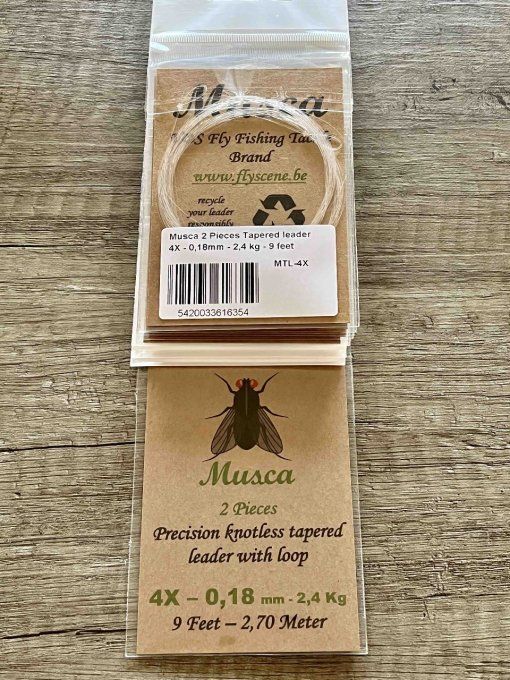 Musca
Fly Fishing Tackle
Brand
www.flyscene.be
recycle
your leader
responsibly
Musca 2 Pieces Tapered leader
4X - 0,18mm - 2,4 kg - 9 feet
MTL-4X
5420033616354
Musca
2 Pieces
Precision knotless tapered
leader with loop
4X – 0,18 mm - 2,4 Kg
9 Feet – 2,70 Meter